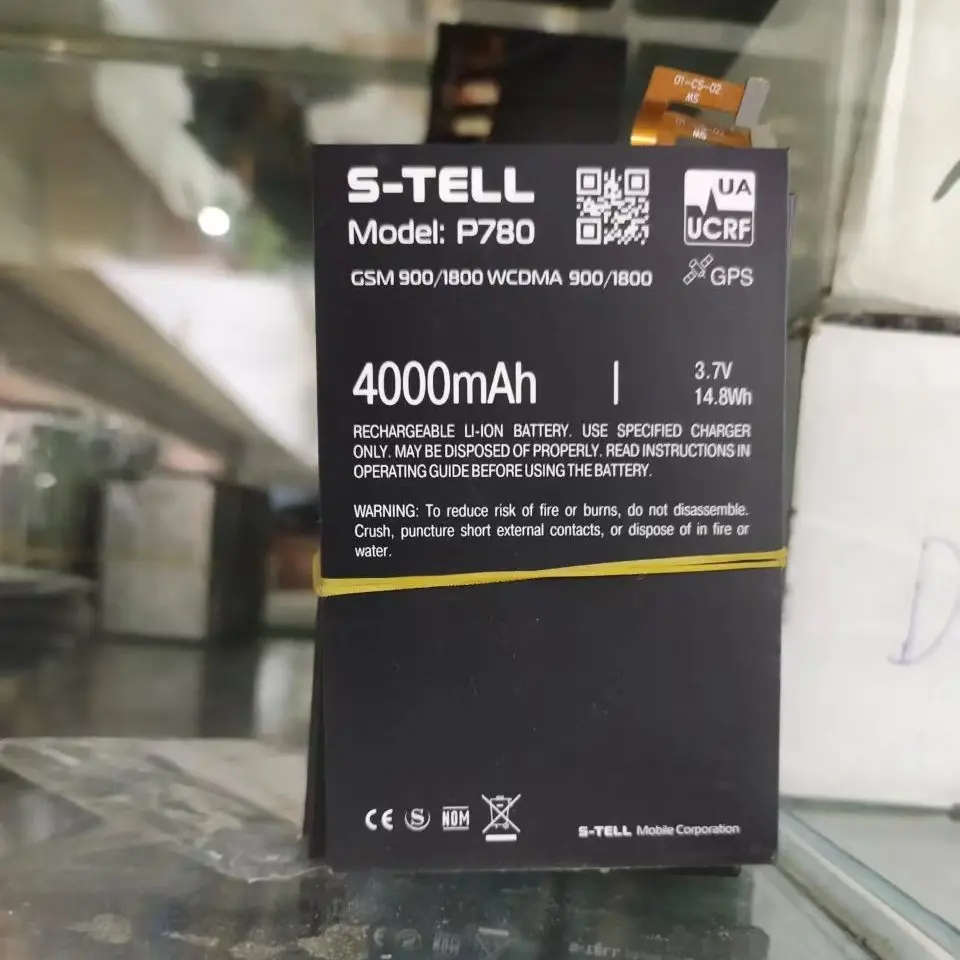 01-CS-02
MS
MS
S-TELL
Model: P780
UA
UCRF
GSM 900/1800 WCDMA 900/1800
GPS
4000mAh | 3.7V
14.8Wh
RECHARGEABLE LI-ION BATTERY. USE SPECIFIED CHARGER
ONLY. MAY BE DISPOSED OF PROPERLY. READ INSTRUCTIONS IN
OPERATING GUIDE BEFORE USING THE BATTERY.
WARNING: To reduce risk of fire or burns, do not disassemble.
Crush, puncture short external contacts, or dispose of in fire or
water.
CE S NOM
S-TELL Mobile Corporation
D